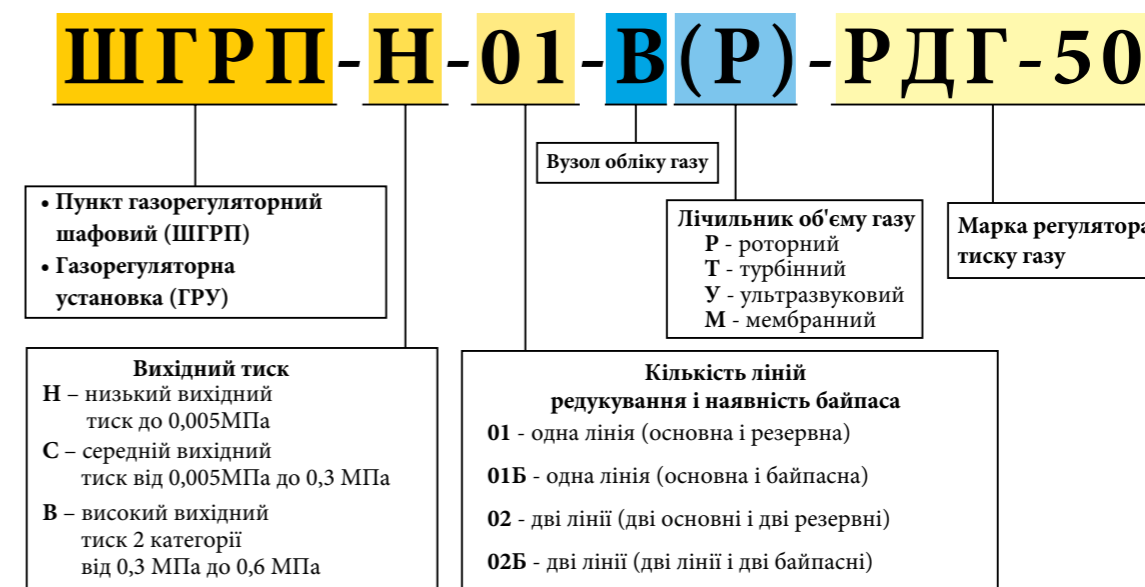 ШГРП-Н-01-В(Р)-РДГ-50
Вузол обліку газу
• Пункт газорегуляторний
шафовий (ШГРП)
• Газорегуляторна
установка (ГРУ)
Лічильник об'єму газу
Р - роторний
Т - турбінний
У - ультразвуковий
М - мембранний
Марка регулятора
тиску газу
Вихідний тиск
Н – низький вихідний
тиск до 0,005МПа
С – середній вихідний
тиск від 0,005МПа до 0,3 МПа
В – високий вихідний
тиск 2 категорії
від 0,3 МПа до 0,6 МПа
Кількість ліній
редукування і наявність байпаса
01 - одна лінія (основна і резервна)
01Б - одна лінія (основна і байпасна)
02 - дві лінії (дві основні і дві резервні)
02Б - дві лінії (дві лінії і дві байпасні)